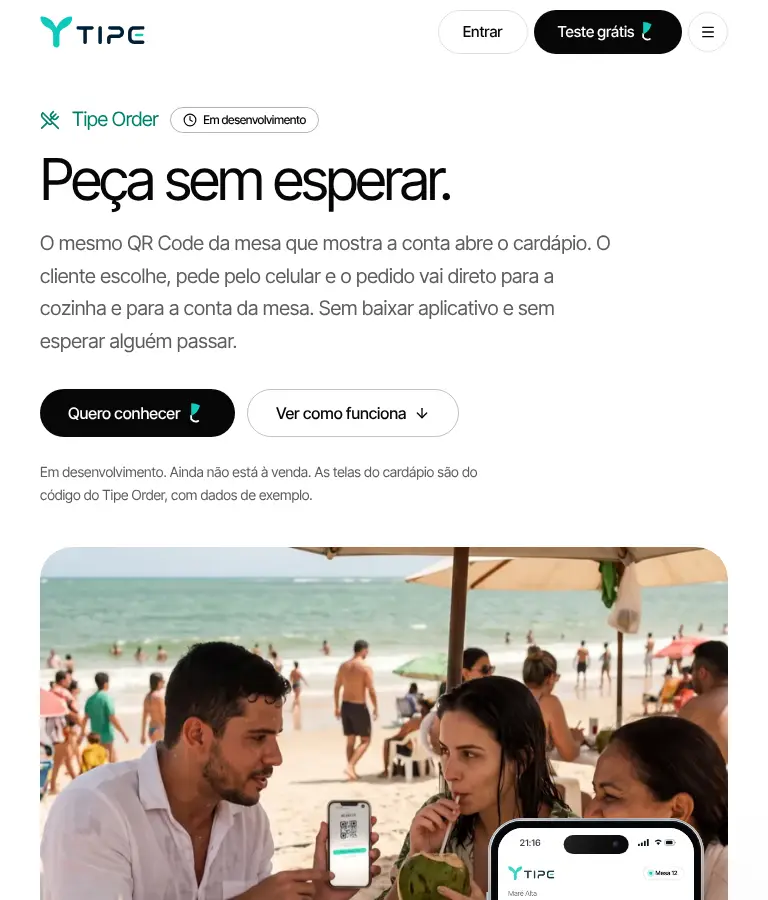 TIPE
Entrar
Teste grátis
Tipe Order
Em desenvolvimento
Peça sem esperar.
O mesmo QR Code da mesa que mostra a conta abre o cardápio. O
cliente escolhe, pede pelo celular e o pedido vai direto para a
cozinha e para a conta da mesa. Sem baixar aplicativo e sem
esperar alguém passar.
Quero conhecer
Ver como funciona
Em desenvolvimento. Ainda não está à venda. As telas do cardápio são do
código do Tipe Order, com dados de exemplo.
21:16
TIPE
Mesa 12
Maré Alta